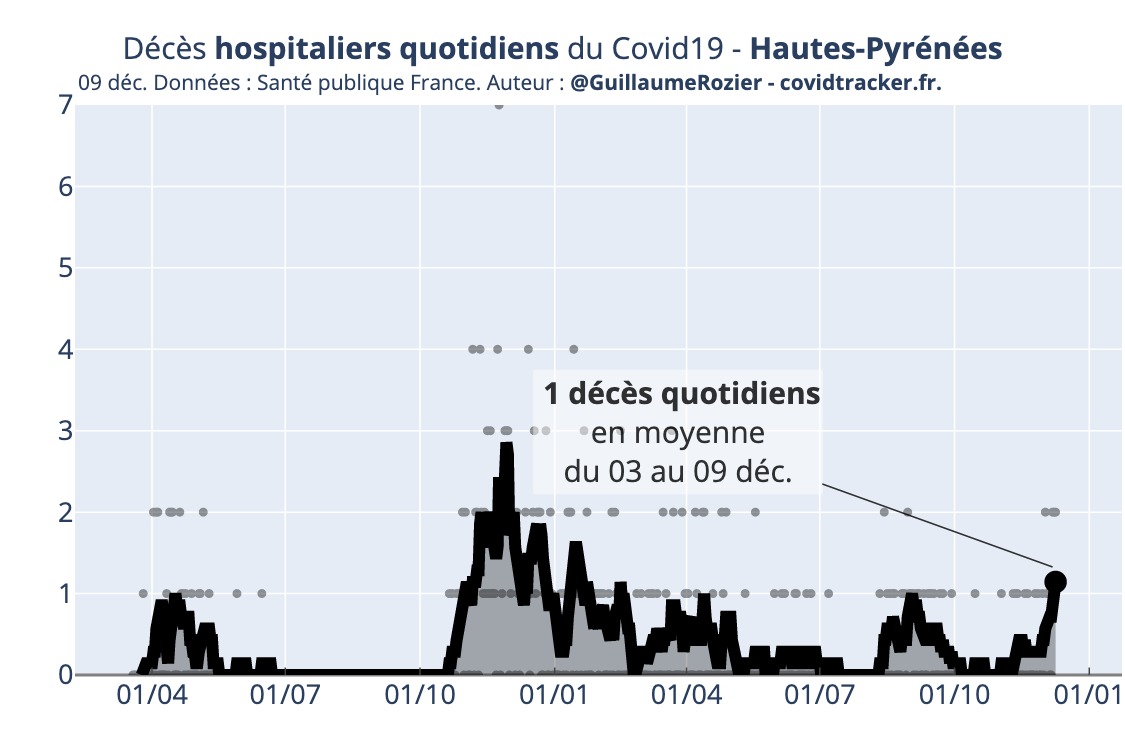 Décès hospitaliers quotidiens du Covid19 - Hautes-Pyrénées
09 déc. Données : Santé publique France. Auteur : @GuillaumeRozier - covidtracker.fr.
7
6
5
4
1 décès quotidiens
3
en moyenne
du 03 au 09 déc.
2
1
0
01/04 01/07 01/10 01/01 01/04 01/07 01/10 01/01